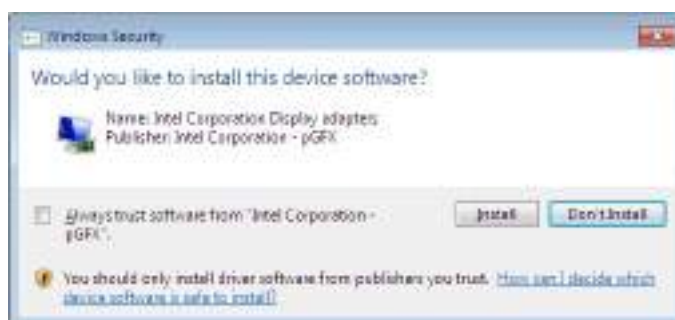 Windows Security
Would you like to install this device software?
Name: Intel Corporation Display adapters
Publisher: Intel Corporation - pGFX
Always trust software from "Intel Corporation -
pGFX".
Install
Don't Install
You should only install driver software from publishers you trust. How can I decide which
device software is safe to install?